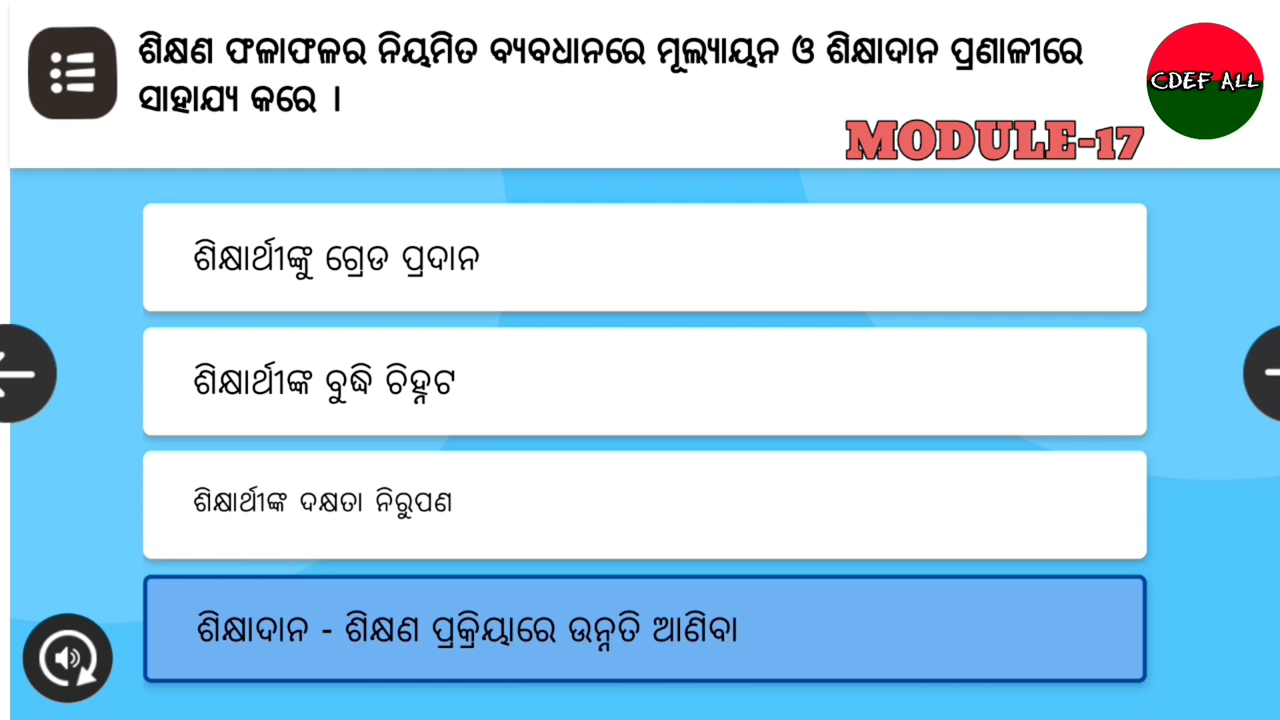 ଶିକ୍ଷଣ ଫଳାଫଳର ନିୟମିତ ବ୍ୟବଧାନରେ ମୂଲ୍ୟାୟନ ଓ ଶିକ୍ଷାଦାନ ପ୍ରଣାଳୀରେ
ସାହାଯ୍ୟ କରେ ।
CDEF ALL
MODULE-17
ଶିକ୍ଷାର୍ଥୀଙ୍କୁ ଗ୍ରେଡ ପ୍ରଦାନ
ଶିକ୍ଷାର୍ଥୀଙ୍କ ବୁଦ୍ଧି ଚିହ୍ନଟ
ଶିକ୍ଷାର୍ଥୀଙ୍କ ଦକ୍ଷତା ନିରୁପଣ
ଶିକ୍ଷାଦାନ - ଶିକ୍ଷଣ ପ୍ରକ୍ରିୟାରେ ଉନ୍ନତି ଆଣିବା